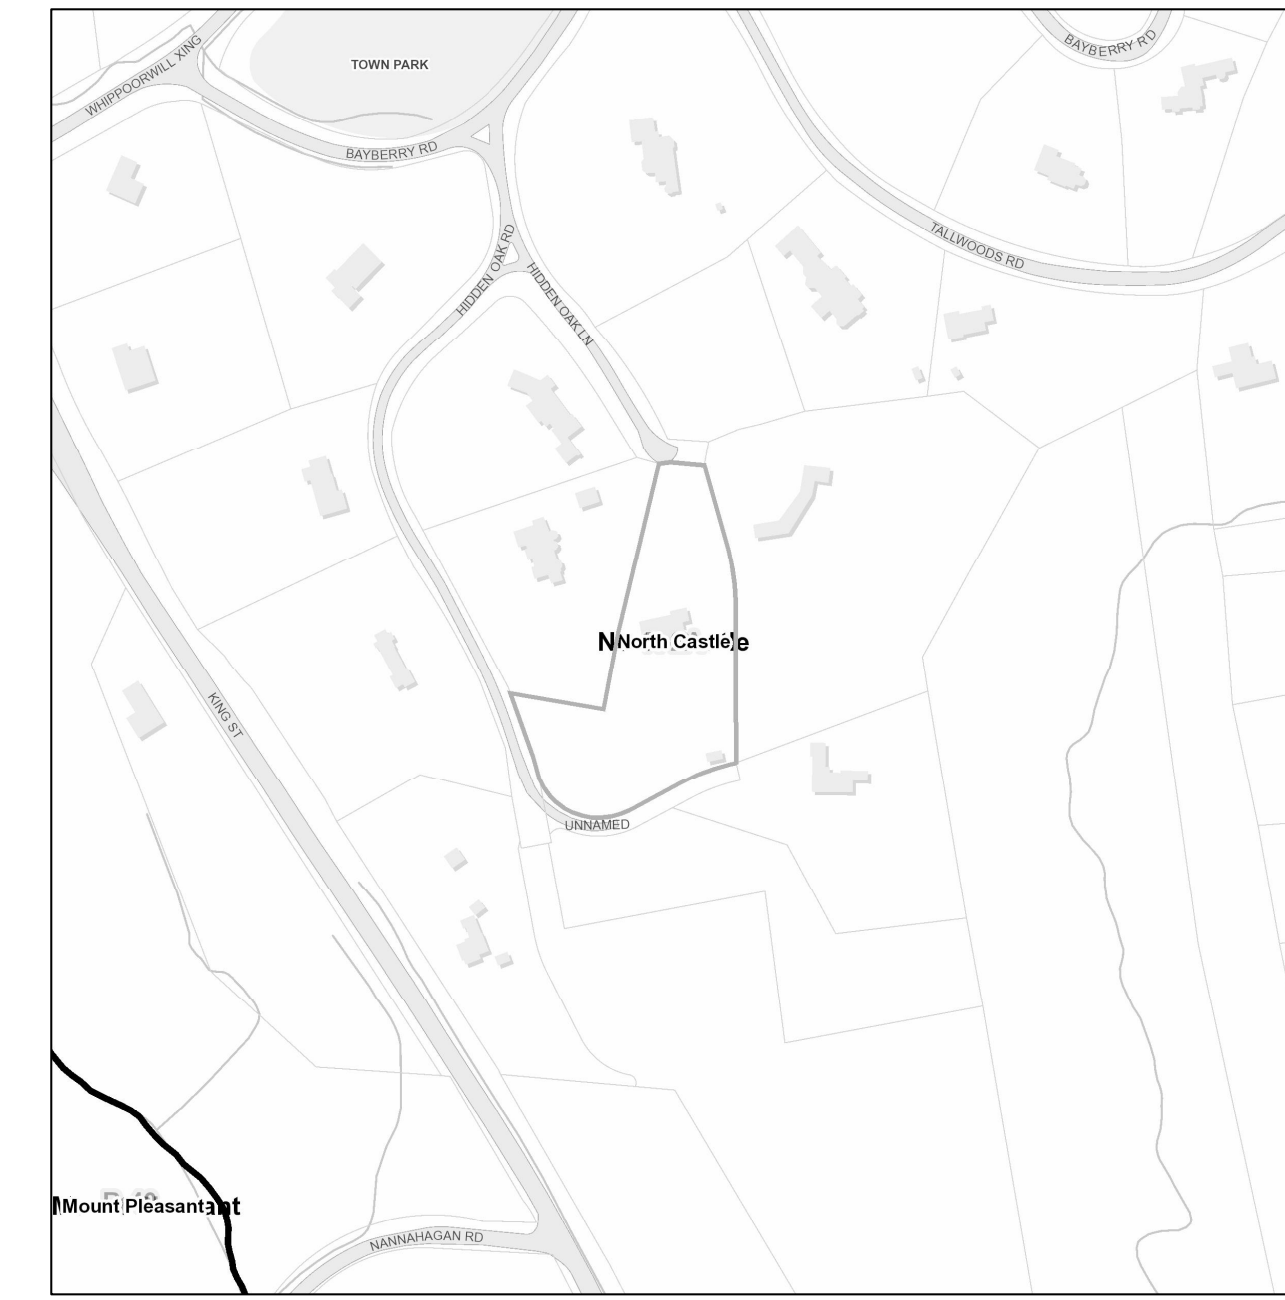 BAYBERRY RD
WHIPPOORWILL XING
TOWN PARK
BAYBERRY RD
TALLWOODS RD
HIDDEN OAK RD
HIDDEN OAK LN
North Castle
KING ST
UNNAMED
Mount Pleasant
NANNAHAGAN RD